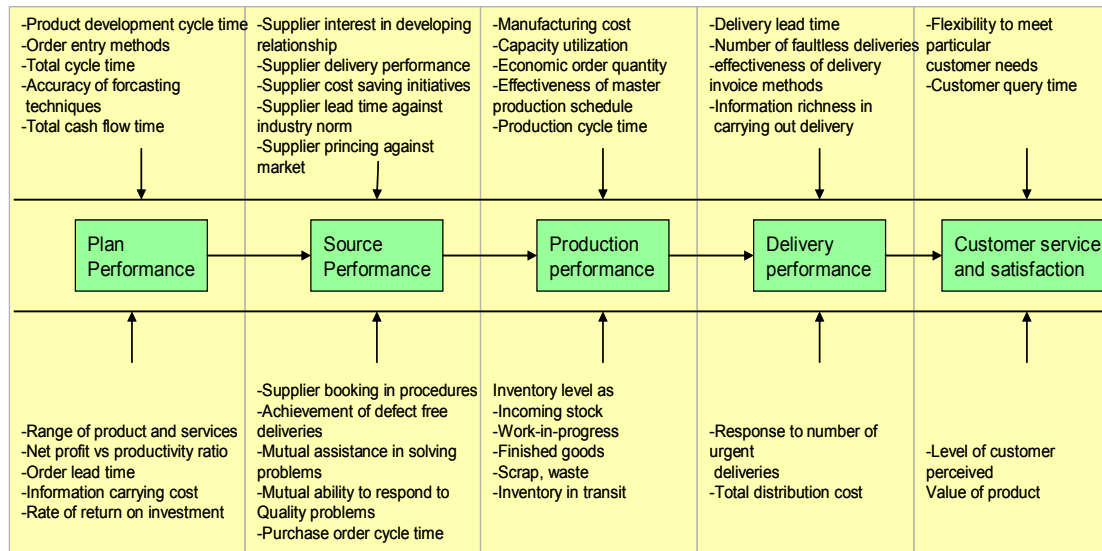 -Product development cycle time
-Order entry methods
-Total cycle time
-Accuracy of forcasting
techniques
-Total cash flow time
-Supplier interest in developing
relationship
-Supplier delivery performance
-Supplier cost saving initiatives
-Supplier lead time against
industry norm
-Supplier princing against
market
-Manufacturing cost
-Capacity utilization
-Economic order quantity
-Effectiveness of master
production schedule
-Production cycle time
-Delivery lead time
-Number of faultless deliveries
-effectiveness of delivery
invoice methods
-Information richness in
carrying out delivery
-Flexibility to meet
particular
customer needs
-Customer query time
Plan
Performance
Source
Performance
Production
performance
Delivery
performance
Customer service
and satisfaction
-Range of product and services
-Net profit vs productivity ratio
-Order lead time
-Information carrying cost
-Rate of return on investment
-Supplier booking in procedures
-Achievement of defect free
deliveries
-Mutual assistance in solving
problems
-Mutual ability to respond to
Quality problems
-Purchase order cycle time
Inventory level as
-Incoming stock
-Work-in-progress
-Finished goods
-Scrap, waste
-Inventory in transit
-Response to number of
urgent
deliveries
-Total distribution cost
-Level of customer
perceived
Value of product